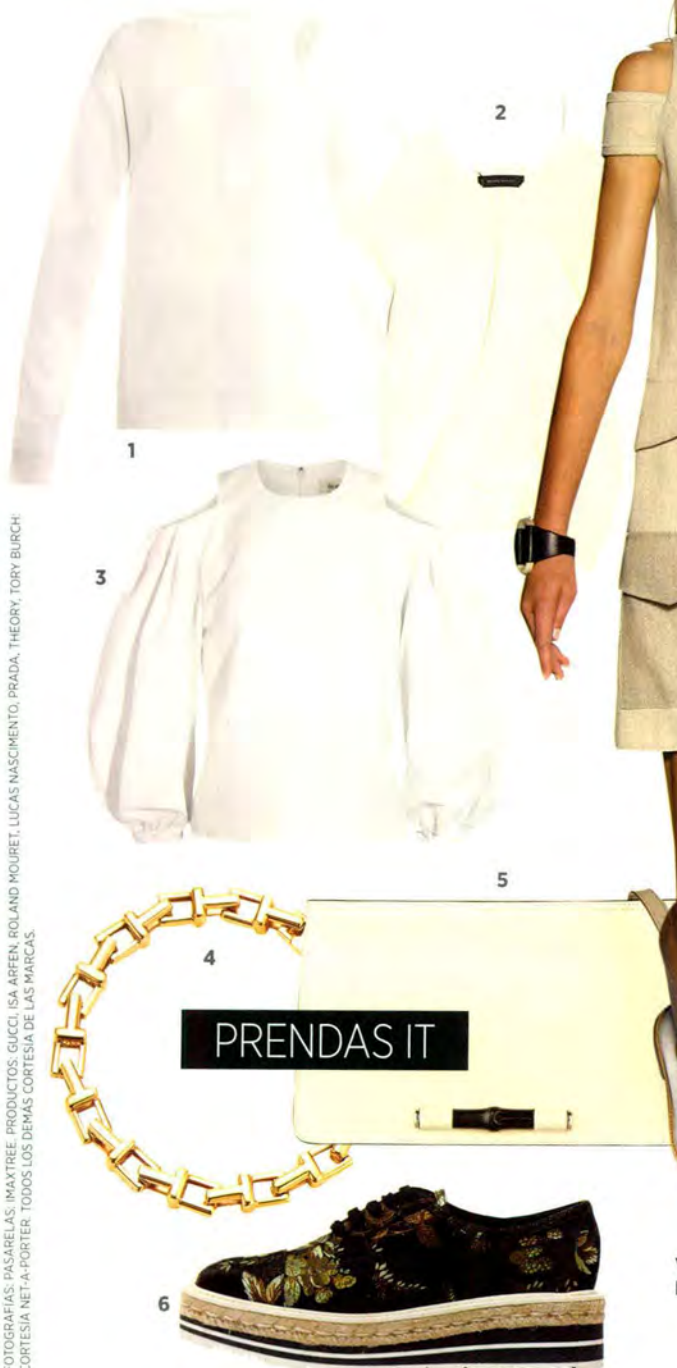 1
2
3
4
5
PRENDAS IT
6
FOTOGRAFÍAS: PASARELAS: IMAXTREE. PRODUCTOS: GUCCI, ISA ARFEN, ROLAND MOURET, LUCAS NASCIMENTO, PRADA, THEORY, TORY BURCH:
CORTESÍA NET-A-PORTER. TODOS LOS DEMÁS CORTESÍA DE LAS MARCAS.